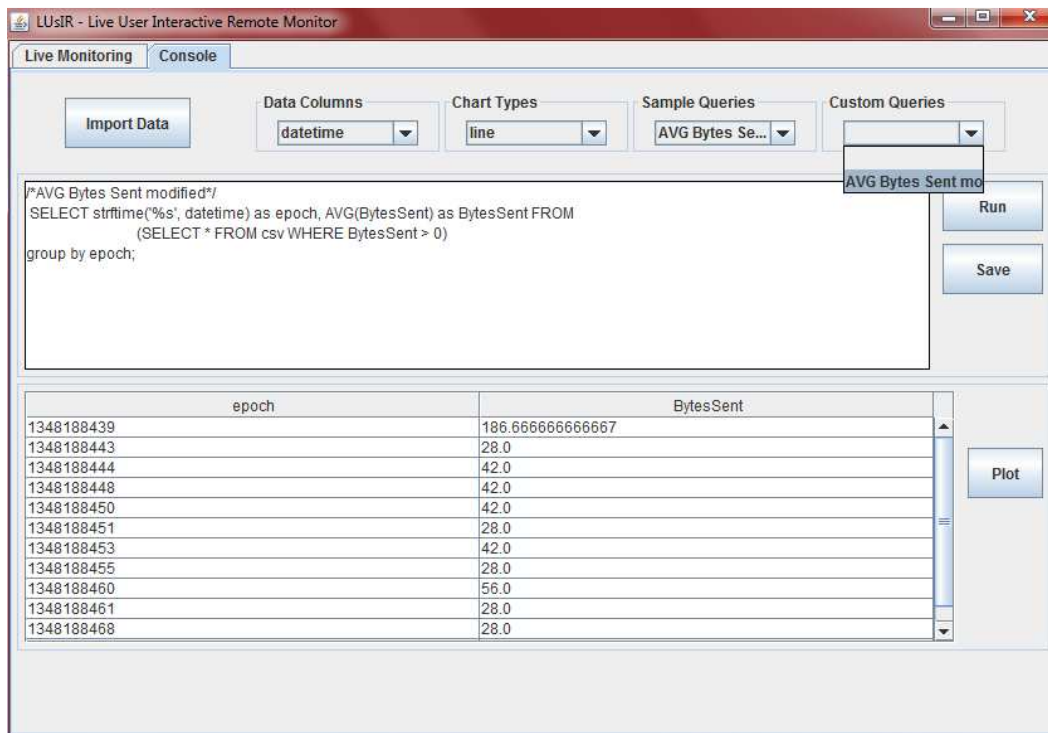 LUsIR - Live User Interactive Remote Monitor
Live Monitoring Console
Import Data
Data Columns
datetime
Chart Types
line
Sample Queries
AVG Bytes Se...
Custom Queries
AVG Bytes Sent mo
/*AVG Bytes Sent modified*/
SELECT strftime('%s', datetime) as epoch, AVG(BytesSent) as BytesSent FROM
(SELECT * FROM csv WHERE BytesSent > 0)
group by epoch;
Run
Save
epoch BytesSent
1348188439 186.666666666667
1348188443 28.0
1348188444 42.0
1348188448 42.0
1348188450 42.0
1348188451 28.0
1348188453 42.0
1348188455 28.0
1348188460 56.0
1348188461 28.0
1348188468 28.0
Plot